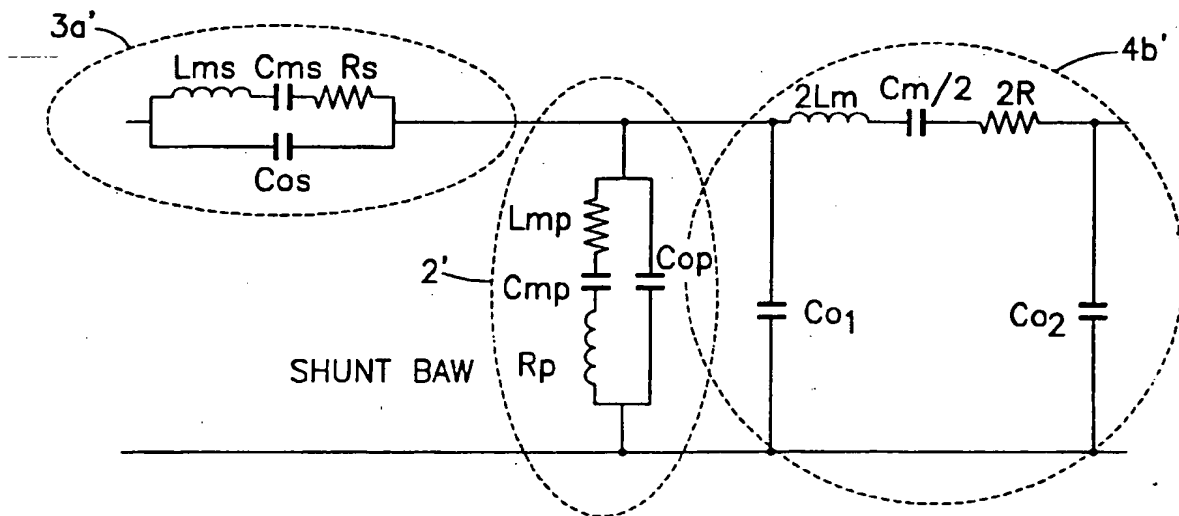 3a'
4b'
Lms Cms Rs
2Lm Cm/2 2R
Cos
Lmp
Cop
2'
Cmp
Co1
Co2
SHUNT BAW
Rp